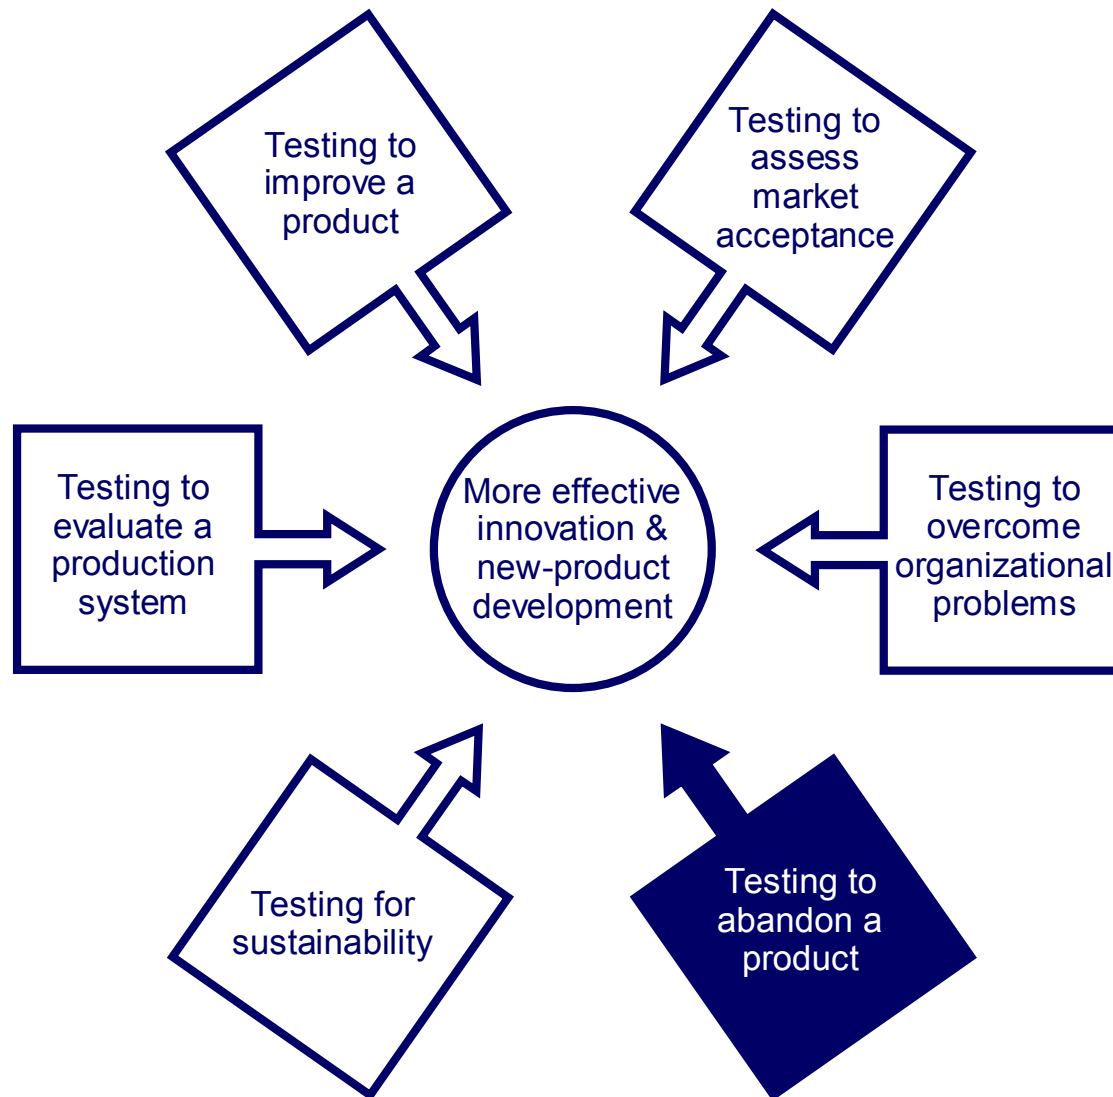 Testing to
improve a
product
Testing to
assess
market
acceptance
Testing to
evaluate a
production
system
More effective
innovation &
new-product
development
Testing to
overcome
organizational
problems
Testing for
sustainability
Testing to
abandon a
product